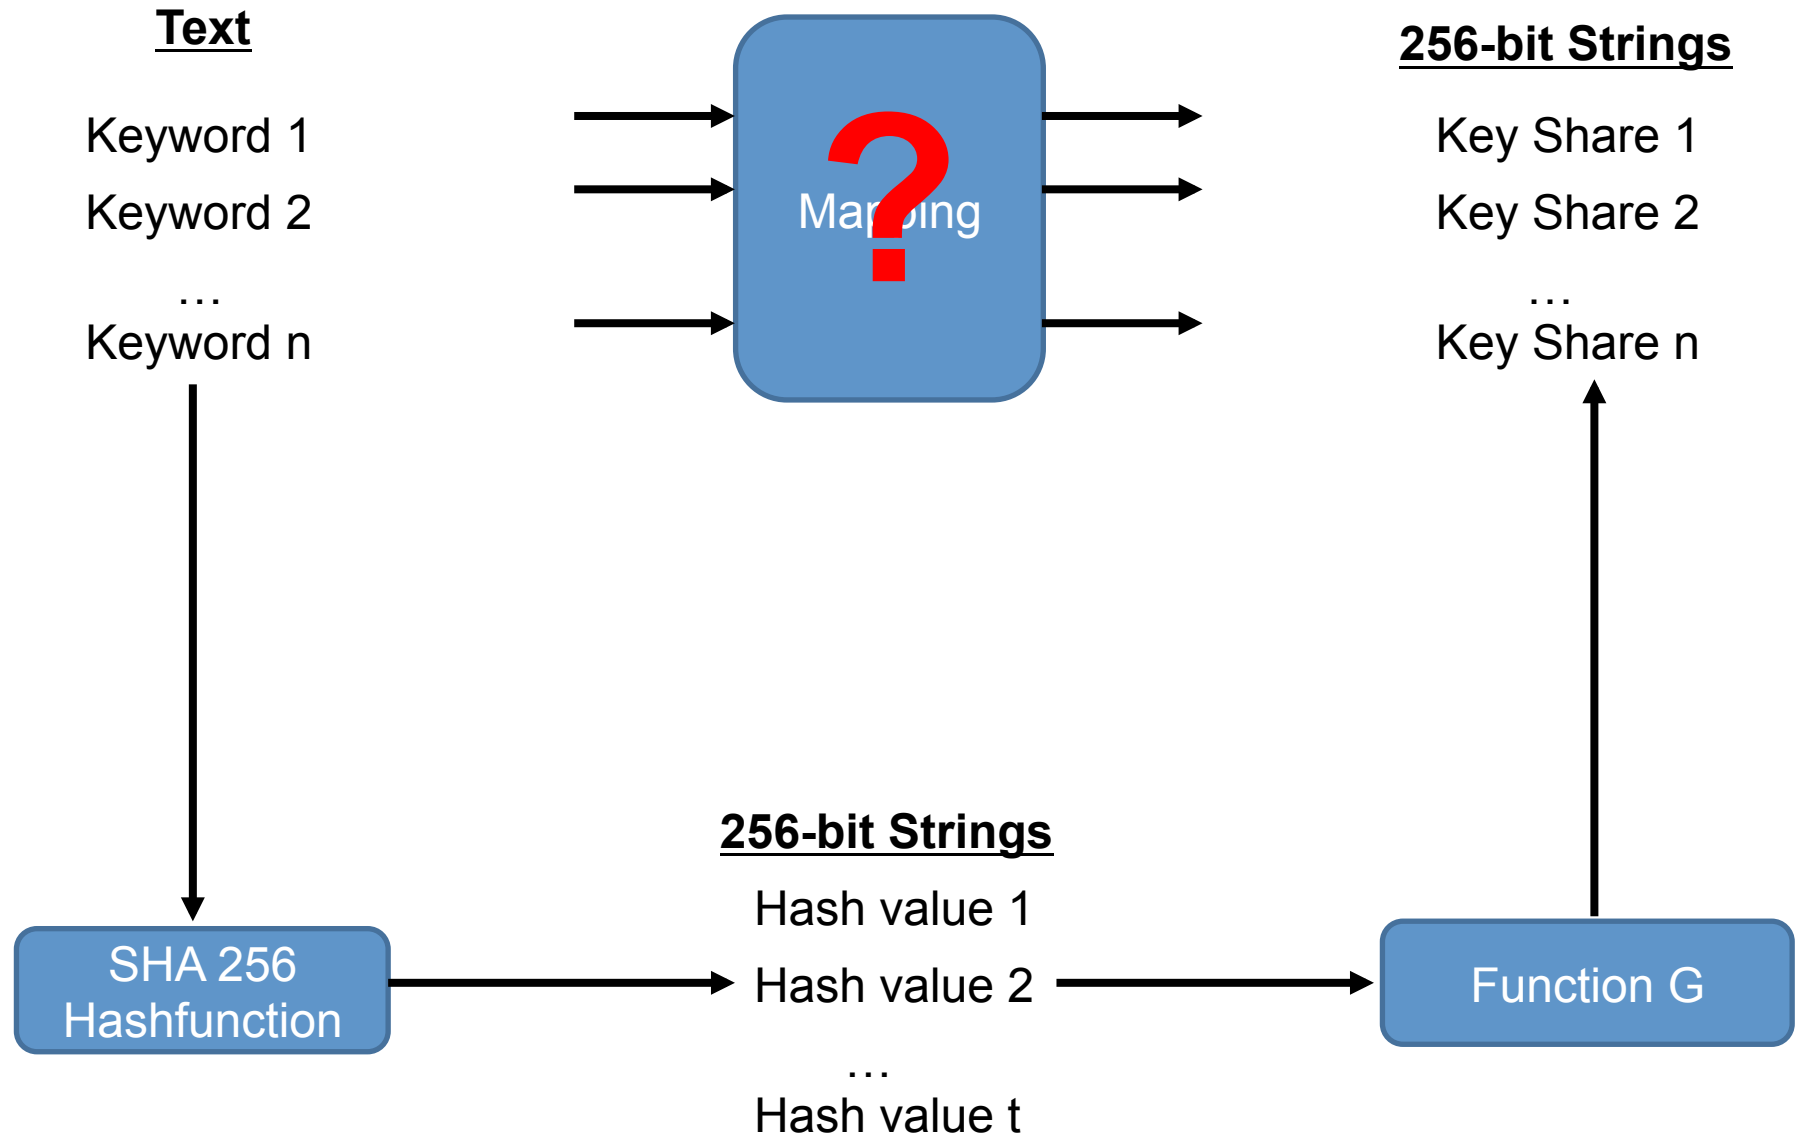 Text
Keyword 1
Keyword 2
…
Keyword n
Mapping
?
256-bit Strings
Key Share 1
Key Share 2
…
Key Share n
SHA 256
Hashfunction
256-bit Strings
Hash value 1
Hash value 2
…
Hash value t
Function G